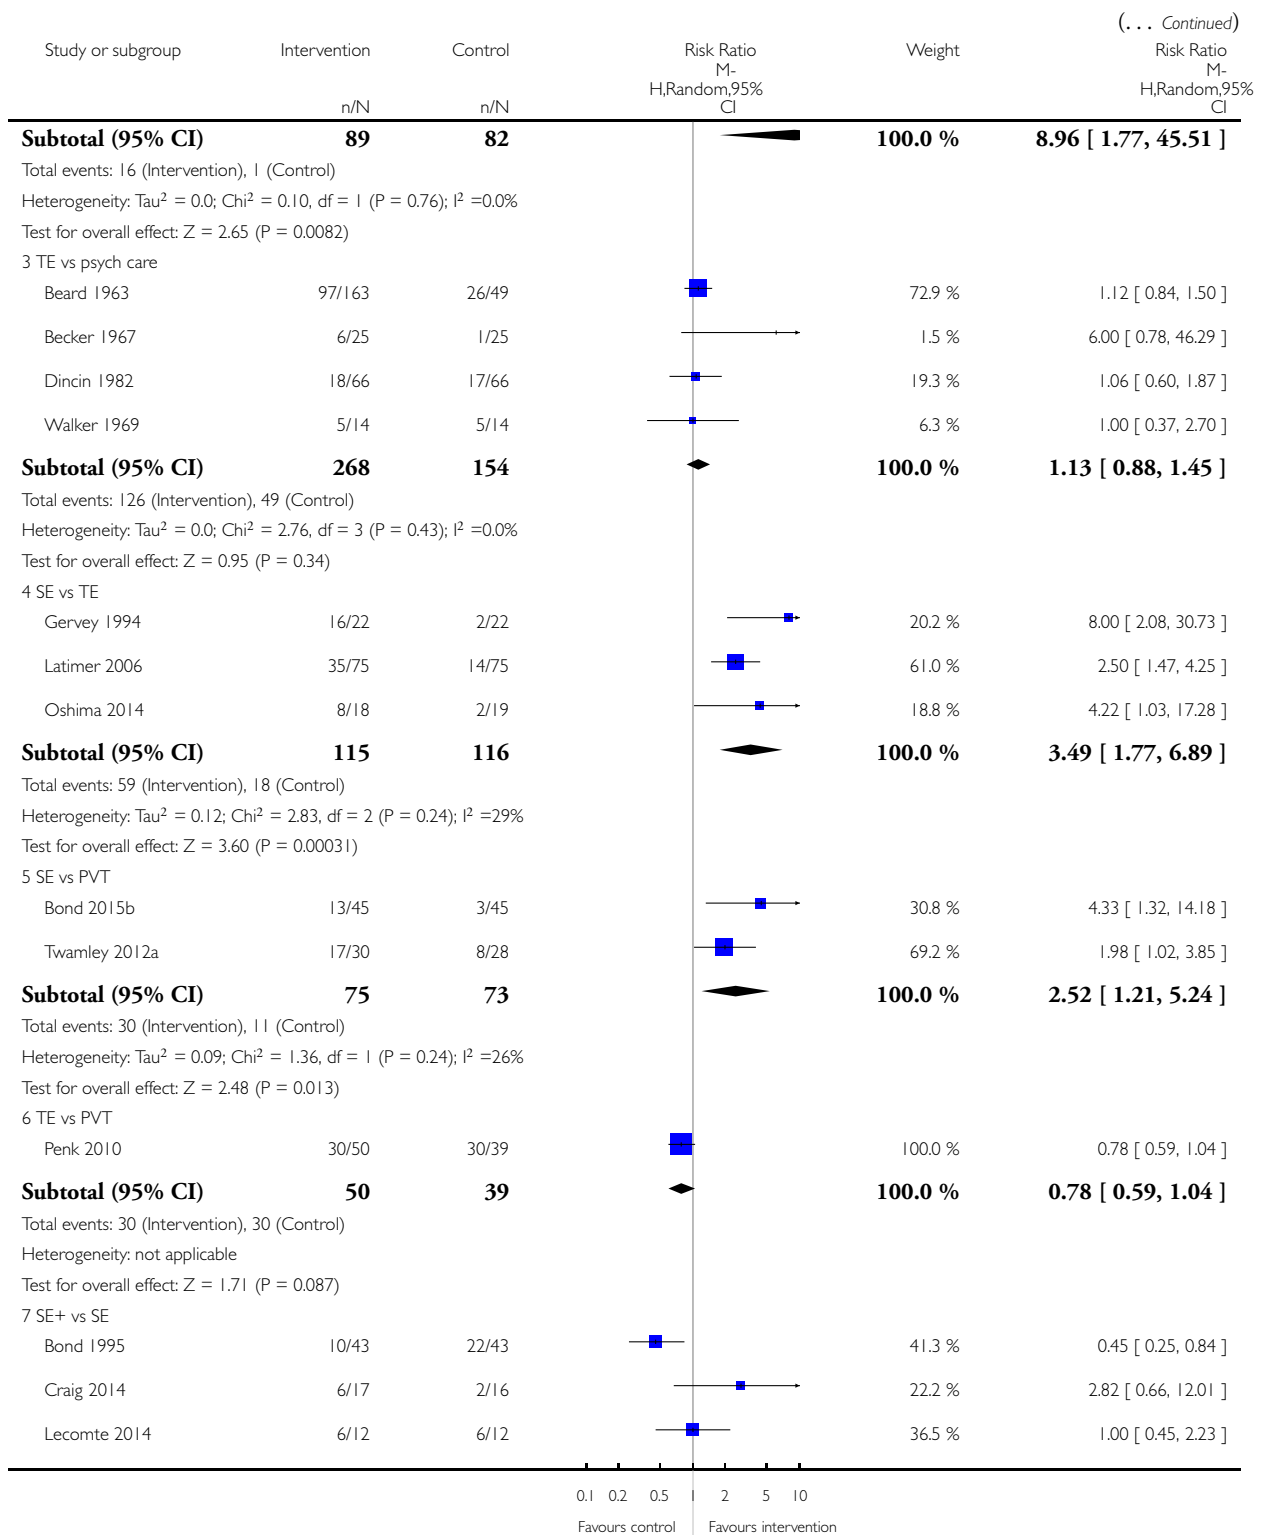 (... Continued)
Study or subgroup Intervention Control Risk Ratio Weight Risk Ratio
M- M-
H,Random,95% H,Random,95%
n/N n/N CI CI
Subtotal (95% CI) 89 82 100.0 % 8.96 [ 1.77, 45.51 ]
Total events: 16 (Intervention), 1 (Control)
Heterogeneity: Tau² = 0.0; Chi² = 0.10, df = 1 (P = 0.76); I² =0.0%
Test for overall effect: Z = 2.65 (P = 0.0082)
3 TE vs psych care
Beard 1963 97/163 26/49 72.9 % 1.12 [ 0.84, 1.50 ]
Becker 1967 6/25 1/25 1.5 % 6.00 [ 0.78, 46.29 ]
Dincin 1982 18/66 17/66 19.3 % 1.06 [ 0.60, 1.87 ]
Walker 1969 5/14 5/14 6.3 % 1.00 [ 0.37, 2.70 ]
Subtotal (95% CI) 268 154 100.0 % 1.13 [ 0.88, 1.45 ]
Total events: 126 (Intervention), 49 (Control)
Heterogeneity: Tau² = 0.0; Chi² = 2.76, df = 3 (P = 0.43); I² =0.0%
Test for overall effect: Z = 0.95 (P = 0.34)
4 SE vs TE
Gervey 1994 16/22 2/22 20.2 % 8.00 [ 2.08, 30.73 ]
Latimer 2006 35/75 14/75 61.0 % 2.50 [ 1.47, 4.25 ]
Oshima 2014 8/18 2/19 18.8 % 4.22 [ 1.03, 17.28 ]
Subtotal (95% CI) 115 116 100.0 % 3.49 [ 1.77, 6.89 ]
Total events: 59 (Intervention), 18 (Control)
Heterogeneity: Tau² = 0.12; Chi² = 2.83, df = 2 (P = 0.24); I² =29%
Test for overall effect: Z = 3.60 (P = 0.00031)
5 SE vs PVT
Bond 2015b 13/45 3/45 30.8 % 4.33 [ 1.32, 14.18 ]
Twamley 2012a 17/30 8/28 69.2 % 1.98 [ 1.02, 3.85 ]
Subtotal (95% CI) 75 73 100.0 % 2.52 [ 1.21, 5.24 ]
Total events: 30 (Intervention), 11 (Control)
Heterogeneity: Tau² = 0.09; Chi² = 1.36, df = 1 (P = 0.24); I² =26%
Test for overall effect: Z = 2.48 (P = 0.013)
6 TE vs PVT
Penk 2010 30/50 30/39 100.0 % 0.78 [ 0.59, 1.04 ]
Subtotal (95% CI) 50 39 100.0 % 0.78 [ 0.59, 1.04 ]
Total events: 30 (Intervention), 30 (Control)
Heterogeneity: not applicable
Test for overall effect: Z = 1.71 (P = 0.087)
7 SE+ vs SE
Bond 1995 10/43 22/43 41.3 % 0.45 [ 0.25, 0.84 ]
Craig 2014 6/17 2/16 22.2 % 2.82 [ 0.66, 12.01 ]
Lecomte 2014 6/12 6/12 36.5 % 1.00 [ 0.45, 2.23 ]
0.1 0.2 0.5 1 2 5 10
Favours control Favours intervention